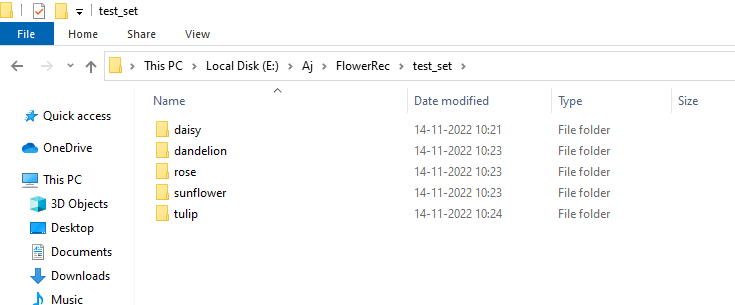 test_set
File Home Share View
This PC Local Disk (E:) Aj FlowerRec test_set
Name Date modified Type Size
Quick access
OneDrive
This PC
3D Objects
Desktop
Documents
Downloads
Music
daisy 14-11-2022 10:21 File folder
dandelion 14-11-2022 10:23 File folder
rose 14-11-2022 10:23 File folder
sunflower 14-11-2022 10:23 File folder
tulip 14-11-2022 10:24 File folder